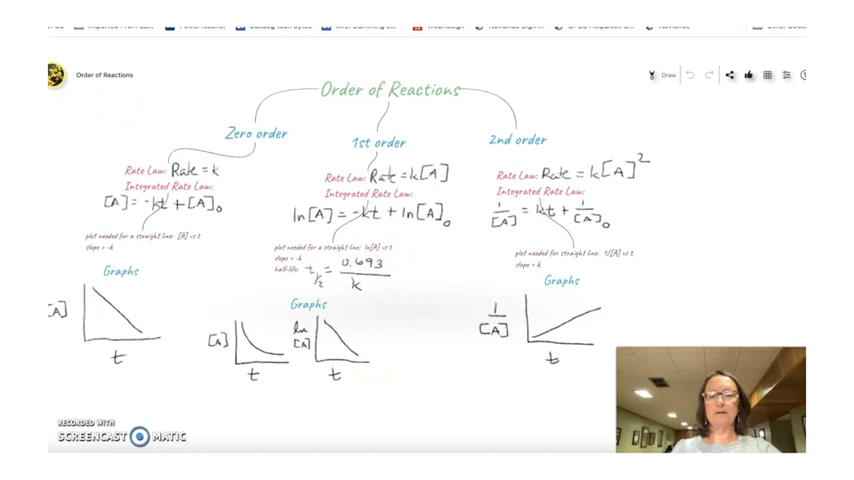 Order of Reactions
Draw
Order of Reactions
Zero order
Rate Law: Rate = k
Integrated Rate Law:
[A] = -kt + [A]₀
plot needed for a straight line: [A] vs t
slope = -k
Graphs
[A]
t
1st order
Rate Law: Rate = k[A]
Integrated Rate Law:
ln[A] = -kt + ln[A]₀
plot needed for a straight line: ln[A] vs t
slope = -k
half-life: t½ = 0.693/k
Graphs
[A]
t
ln [A]
t
2nd order
Rate Law: Rate = k[A]²
Integrated Rate Law:
1/[A] = kt + 1/[A]₀
plot needed for a straight line: 1/[A] vs t
slope = k
Graphs
1/[A]
t
RECORDED WITH
SCREENCAST MATIC